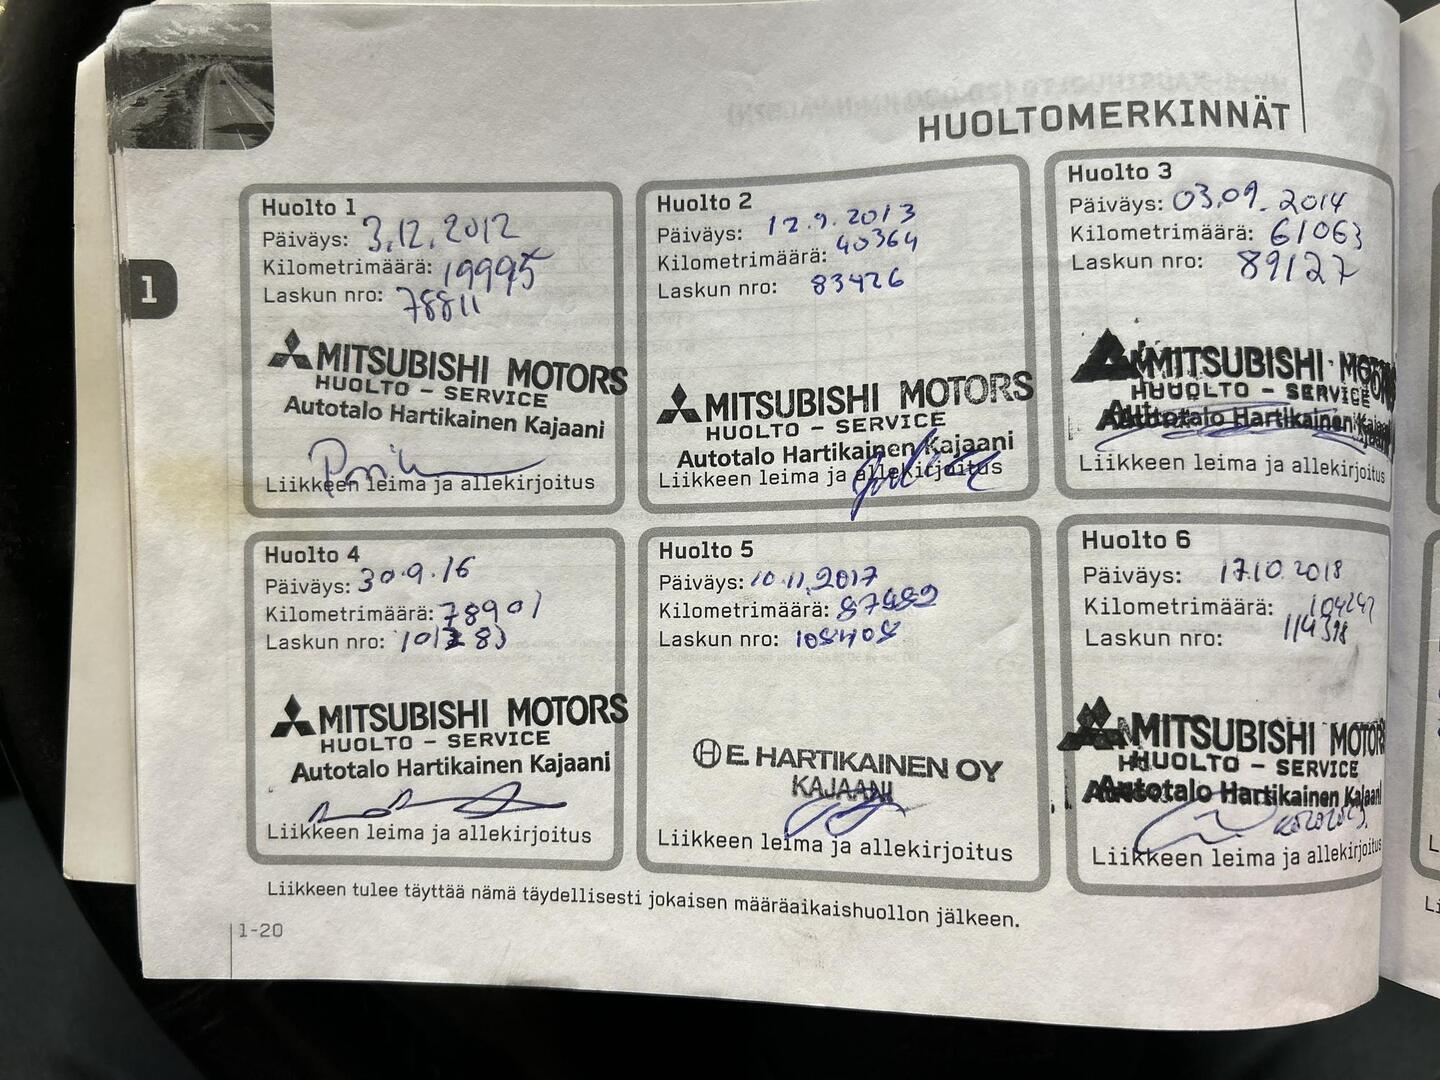 HUOLTOMERKINNÄT
1
Huolto 1
Päiväys: 3.12.2012
Kilometrimäärä: 19995
Laskun nro: 78811
MITSUBISHI MOTORS
HUOLTO - SERVICE
Autotalo Hartikainen Kajaani
Liikkeen leima ja allekirjoitus
Huolto 2
Päiväys: 12.9.2013
Kilometrimäärä: 40364
Laskun nro: 83426
MITSUBISHI MOTORS
HUOLTO - SERVICE
Autotalo Hartikainen Kajaani
Liikkeen leima ja allekirjoitus
Huolto 3
Päiväys: 03.09.2014
Kilometrimäärä: 61063
Laskun nro: 89127
MITSUBISHI MOTORS
HUOLTO - SERVICE
Autotalo Hartikainen Kajaani
Liikkeen leima ja allekirjoitus
Huolto 4
Päiväys: 30.9.16
Kilometrimäärä: 78901
Laskun nro:
MITSUBISHI MOTORS
HUOLTO - SERVICE
Autotalo Hartikainen Kajaani
Liikkeen leima ja allekirjoitus
Huolto 5
Päiväys: 10.11.2017
Kilometrimäärä:
Laskun nro: 108408
E. HARTIKAINEN OY
KAJAANI
Liikkeen leima ja allekirjoitus
Huolto 6
Päiväys: 17.10.2018
Kilometrimäärä: 104247
Laskun nro: 114398
MITSUBISHI MOTORS
HUOLTO - SERVICE
Autotalo Hartikainen Kajaani
Liikkeen leima ja allekirjoitus
Liikkeen tulee täyttää nämä täydellisesti jokaisen määräaikaishuollon jälkeen.
1-20